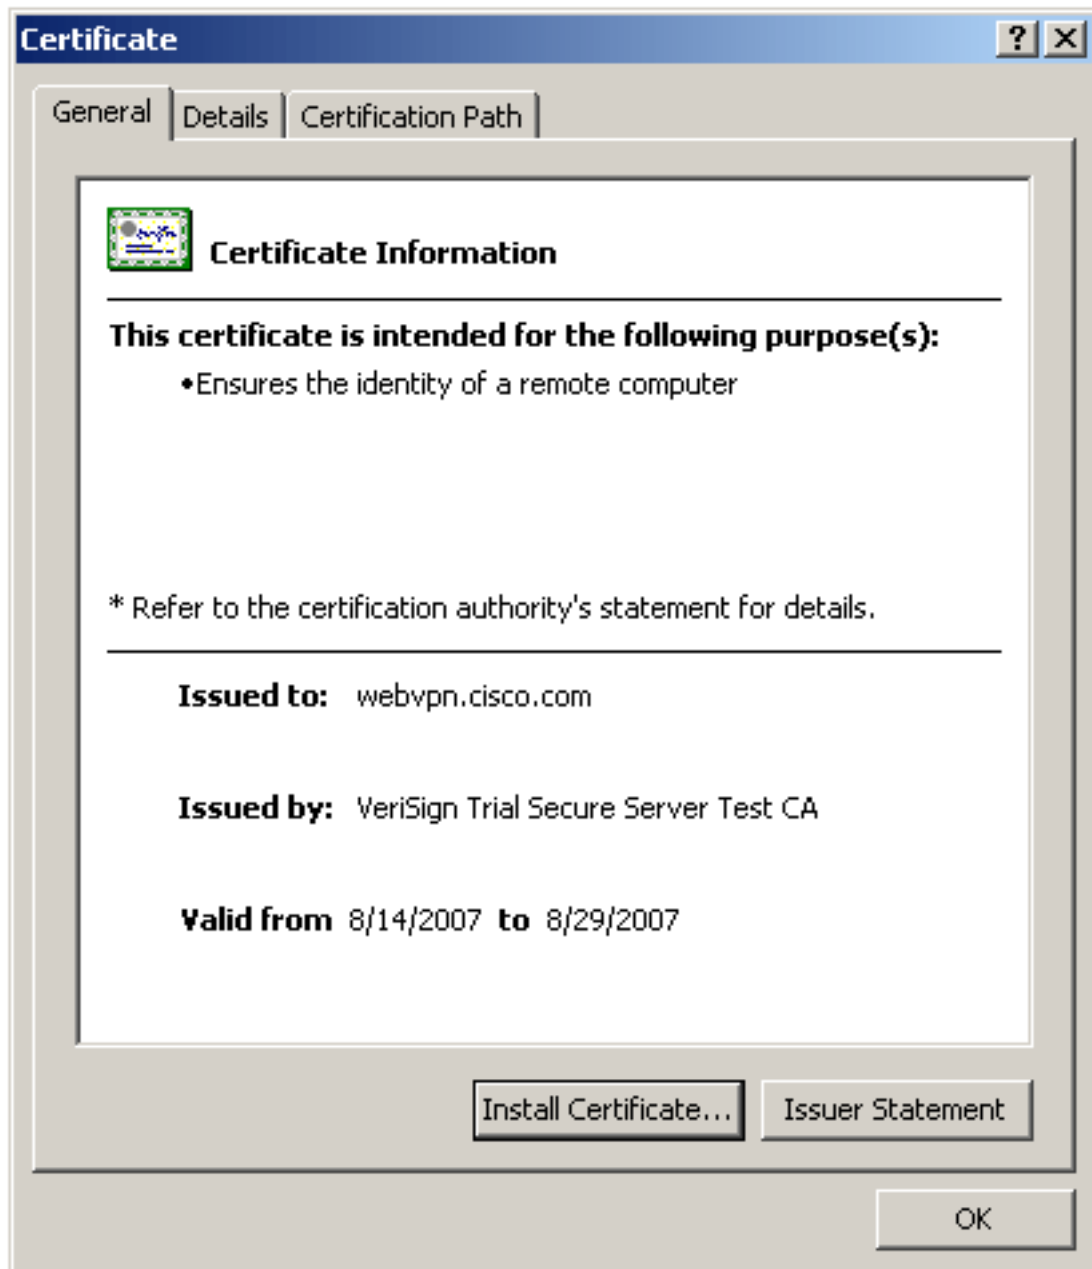 Certificate
General
Details
Certification Path
Certificate Information
This certificate is intended for the following purpose(s):
•Ensures the identity of a remote computer
* Refer to the certification authority's statement for details.
Issued to: webvpn.cisco.com
Issued by: VeriSign Trial Secure Server Test CA
Valid from 8/14/2007 to 8/29/2007
Install Certificate...
Issuer Statement
OK